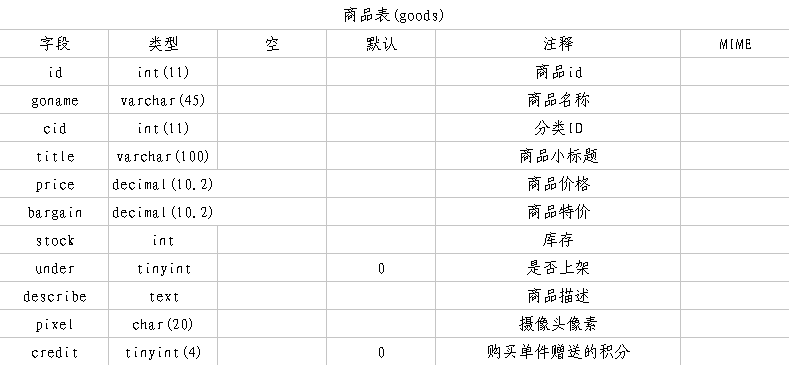 商品表(goods)
字段 类型 空 默认 注释 MIME
id int(11) 商品id
goname varchar(45) 商品名称
cid int(11) 分类ID
title varchar(100) 商品小标题
price decimal(10.2) 商品价格
bargain decimal(10.2) 商品特价
stock int 库存
under tinyint 0 是否上架
describe text 商品描述
pixel char(20) 摄像头像素
credit tinyint(4) 0 购买单件赠送的积分